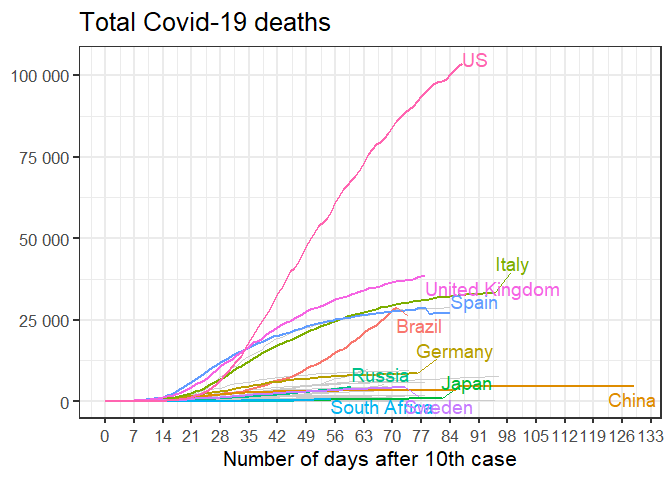 Total Covid-19 deaths
100 000
75 000
50 000
25 000
0
US
Italy
United Kingdom
Spain
Brazil
Germany
Russia
Japan
China
South Africa
Sweden
0 7 14 21 28 35 42 49 56 63 70 77 84 91 98 105 112 119 126 133
Number of days after 10th case